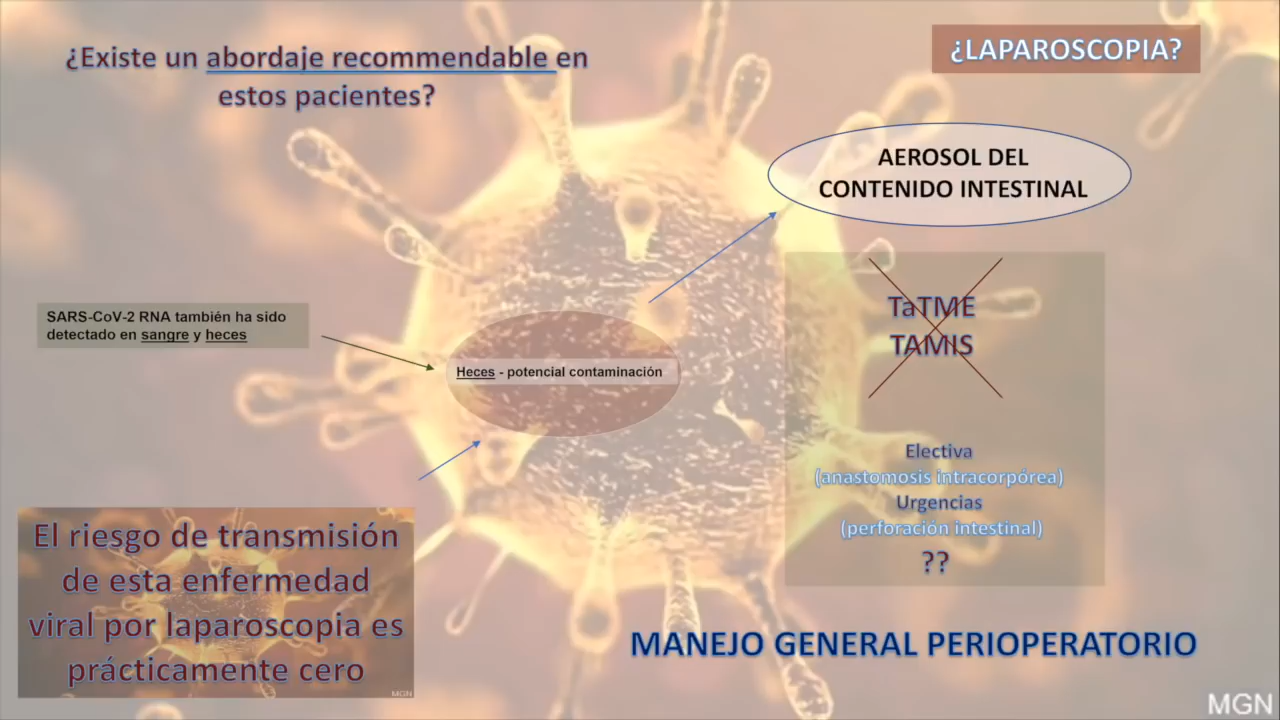 ¿Existe un abordaje recommendable en
estos pacientes?
¿LAPAROSCOPIA?
AEROSOL DEL
CONTENIDO INTESTINAL
SARS-CoV-2 RNA también ha sido
detectado en sangre y heces
Heces - potencial contaminación
TaTME
TAMIS
Electiva
(anastomosis intracorpórea)
Urgencias
(perforación intestinal)
??
El riesgo de transmisión
de esta enfermedad
viral por laparoscopia es
prácticamente cero
MGN
MANEJO GENERAL PERIOPERATORIO
MGN